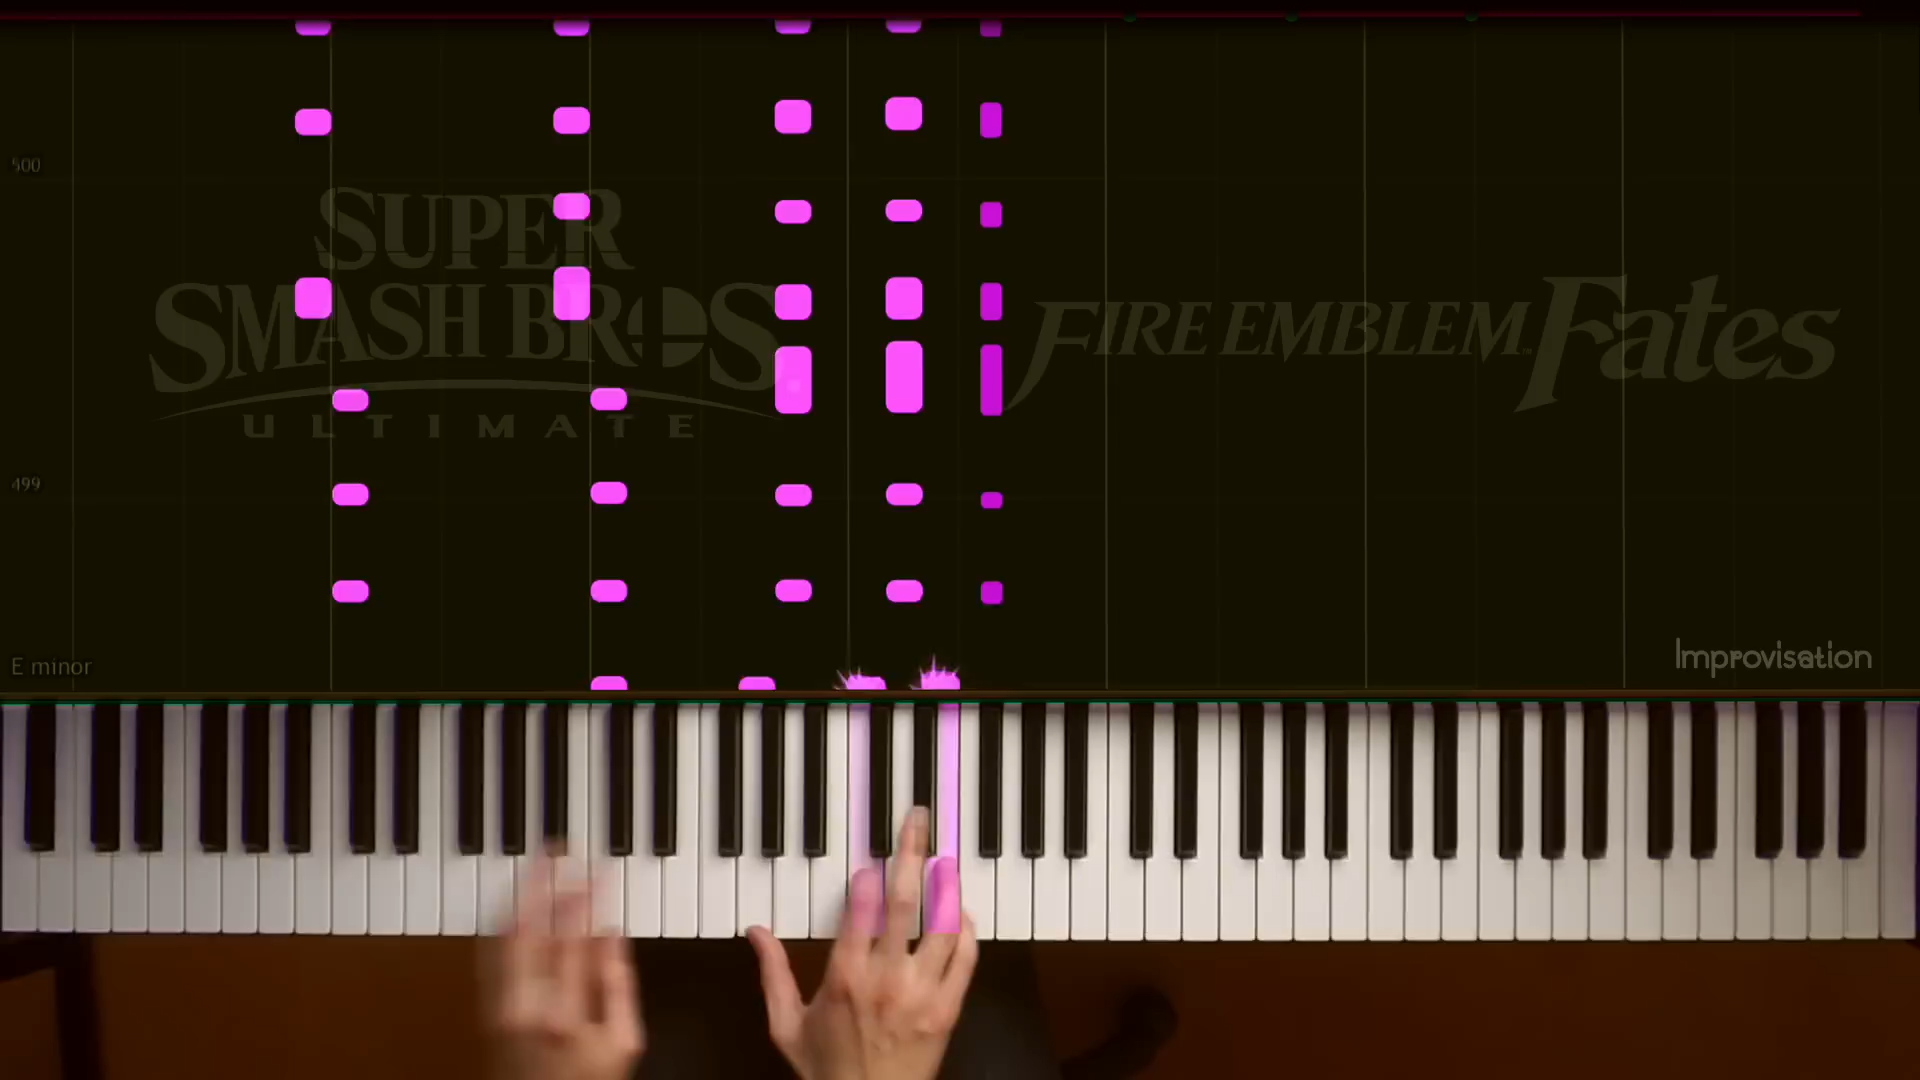 500
SUPER
SMASH BROS
ULTIMATE
FIRE EMBLEM Fates
499
E minor
Improvisation